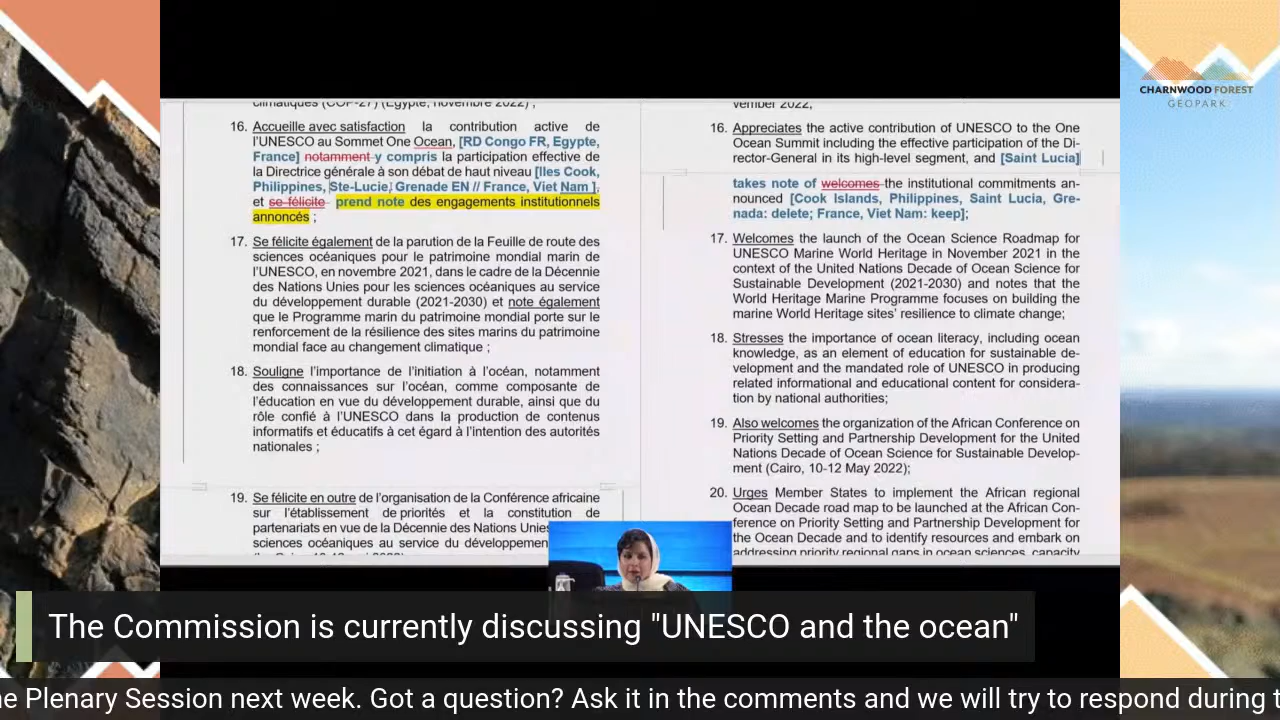 CHARNWOOD FOREST
GEOPARK
climatiques (COP-27) (Égypte, novembre 2022) ;
16. Accueille avec satisfaction la contribution active de
l'UNESCO au Sommet One Ocean, [RD Congo FR, Egypte,
France] notamment y compris la participation effective de
la Directrice générale à son débat de haut niveau [Iles Cook,
Philippines, Ste-Lucie, Grenade EN // France, Viet Nam ],
et se félicite prend note des engagements institutionnels
annoncés ;
17. Se félicite également de la parution de la Feuille de route des
sciences océaniques pour le patrimoine mondial marin de
l'UNESCO, en novembre 2021, dans le cadre de la Décennie
des Nations Unies pour les sciences océaniques au service
du développement durable (2021-2030) et note également
que le Programme marin du patrimoine mondial porte sur le
renforcement de la résilience des sites marins du patrimoine
mondial face au changement climatique ;
18. Souligne l'importance de l'initiation à l'océan, notamment
des connaissances sur l'océan, comme composante de
l'éducation en vue du développement durable, ainsi que du
rôle confié à l'UNESCO dans la production de contenus
informatifs et éducatifs à cet égard à l'intention des autorités
nationales ;
19. Se félicite en outre de l'organisation de la Conférence africaine
sur l'établissement de priorités et la constitution de
partenariats en vue de la Décennie des Nations Unies
sciences océaniques au service du développement
vember 2022;
16. Appreciates the active contribution of UNESCO to the One
Ocean Summit including the effective participation of the Di-
rector-General in its high-level segment, and [Saint Lucia]
takes note of welcomes the institutional commitments an-
nounced [Cook Islands, Philippines, Saint Lucia, Gre-
nada: delete; France, Viet Nam: keep];
17. Welcomes the launch of the Ocean Science Roadmap for
UNESCO Marine World Heritage in November 2021 in the
context of the United Nations Decade of Ocean Science for
Sustainable Development (2021-2030) and notes that the
World Heritage Marine Programme focuses on building the
marine World Heritage sites' resilience to climate change;
18. Stresses the importance of ocean literacy, including ocean
knowledge, as an element of education for sustainable de-
velopment and the mandated role of UNESCO in producing
related informational and educational content for considera-
tion by national authorities;
19. Also welcomes the organization of the African Conference on
Priority Setting and Partnership Development for the United
Nations Decade of Ocean Science for Sustainable Develop-
ment (Cairo, 10-12 May 2022);
20. Urges Member States to implement the African regional
Ocean Decade road map to be launched at the African Con-
ference on Priority Setting and Partnership Development for
the Ocean Decade and to identify resources and embark on
addressing priority regional gaps in ocean sciences, capacity
The Commission is currently discussing "UNESCO and the ocean"
Plenary Session next week. Got a question? Ask it in the comments and we will try to respond during